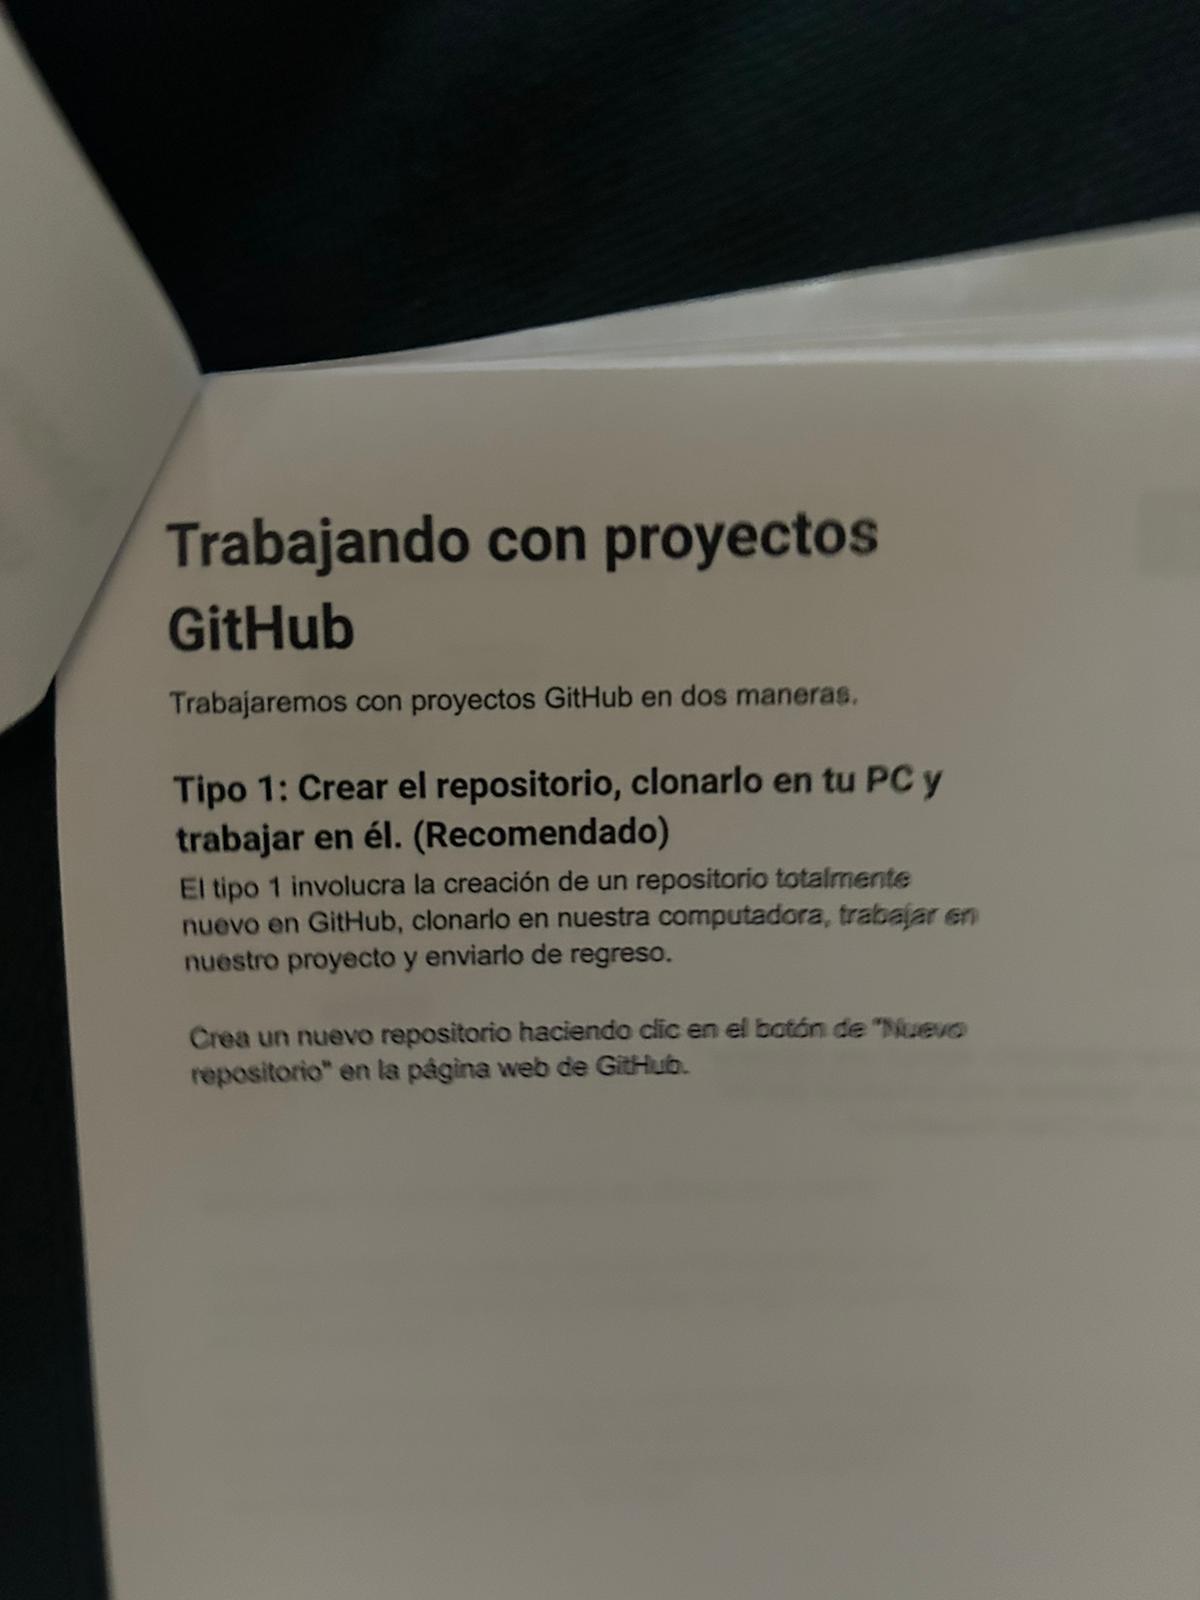 Trabajando con proyectos
GitHub
Trabajaremos con proyectos GitHub en dos maneras.
Tipo 1: Crear el repositorio, clonarlo en tu PC y
trabajar en él. (Recomendado)
El tipo 1 involucra la creación de un repositorio totalmente
nuevo en GitHub, clonarlo en nuestra computadora, trabajar en
nuestro proyecto y enviarlo de regreso.
Crea un nuevo repositorio haciendo clic en el botón de "Nuevo
repositorio" en la página web de GitHub.